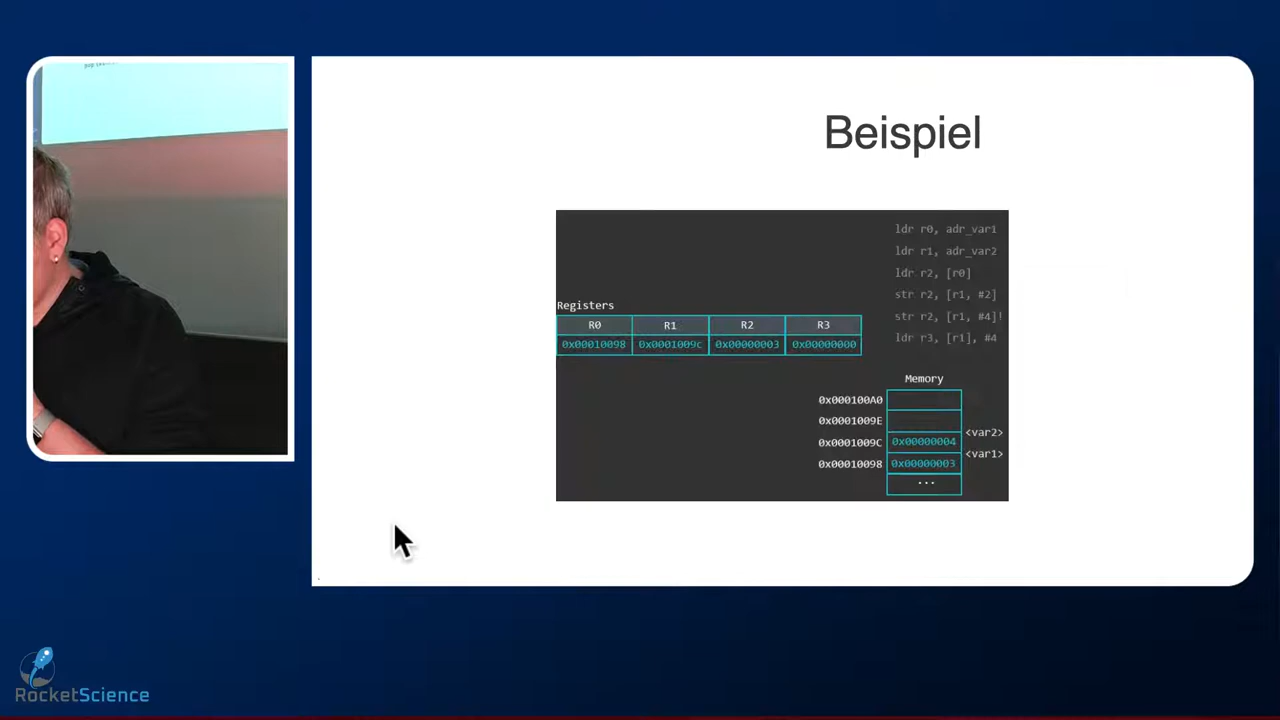 Beispiel
ldr r0, adr_var1
ldr r1, adr_var2
ldr r2, [r0]
str r2, [r1, #2]
str r2, [r1, #4]!
ldr r3, [r1], #4
Registers
R0 R1 R2 R3
0x00010098 0x0001009c 0x00000003 0x00000000
Memory
0x000100A0
0x0001009E
<var2>
0x0001009C 0x00000004
<var1>
0x00010098 0x00000003
...
RocketScience